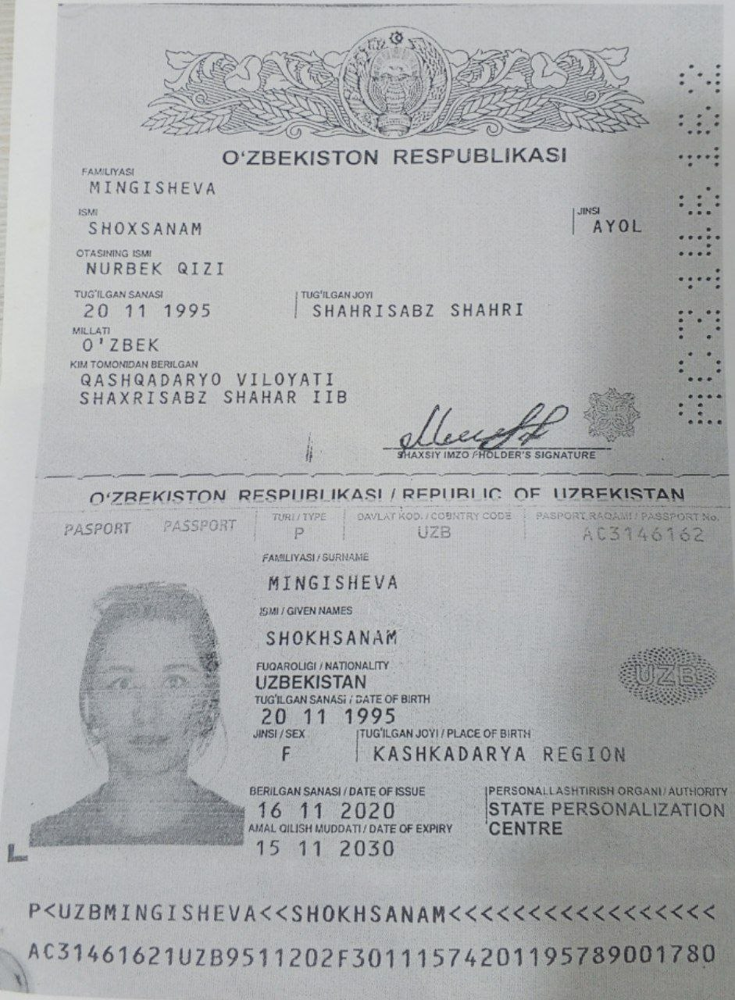 O'ZBEKISTON RESPUBLIKASI
FAMILIYASI
MINGISHEVA
ISMI
SHOXSANAM
JINSI
AYOL
OTASINING ISMI
NURBEK QIZI
TUG'ILGAN SANASI
20 11 1995
TUG'ILGAN JOYI
SHAHRISABZ SHAHRI
MILLATI
O'ZBEK
KIM TOMONIDAN BERILGAN
QASHQADARYO VILOYATI
SHAXRISABZ SHAHAR IIB
SHAXSIY IMZO / HOLDER'S SIGNATURE
AC3146162
O'ZBEKISTON RESPUBLIKASI / REPUBLIC OF UZBEKISTAN
PASPORT PASSPORT
TURI / TYPE
P
DAVLAT KOD. / COUNTRY CODE
UZB
PASPORT RAQAMI / PASSPORT No.
AC3146162
FAMILIYASI / SURNAME
MINGISHEVA
ISMI / GIVEN NAMES
SHOKHSANAM
FUQAROLIGI / NATIONALITY
UZBEKISTAN
TUG'ILGAN SANASI / DATE OF BIRTH
20 11 1995
JINSI / SEX
F
TUG'ILGAN JOYI / PLACE OF BIRTH
KASHKADARYA REGION
UZB
BERILGAN SANASI / DATE OF ISSUE
16 11 2020
PERSONALLASHTIRISH ORGANI / AUTHORITY
STATE PERSONALIZATION
CENTRE
AMAL QILISH MUDDATI / DATE OF EXPIRY
15 11 2030
P<UZBMINGISHEVA<<SHOKHSANAM<<<<<<<<<<<<<<<<<
AC31461621UZB9511202F30111574201195789001780